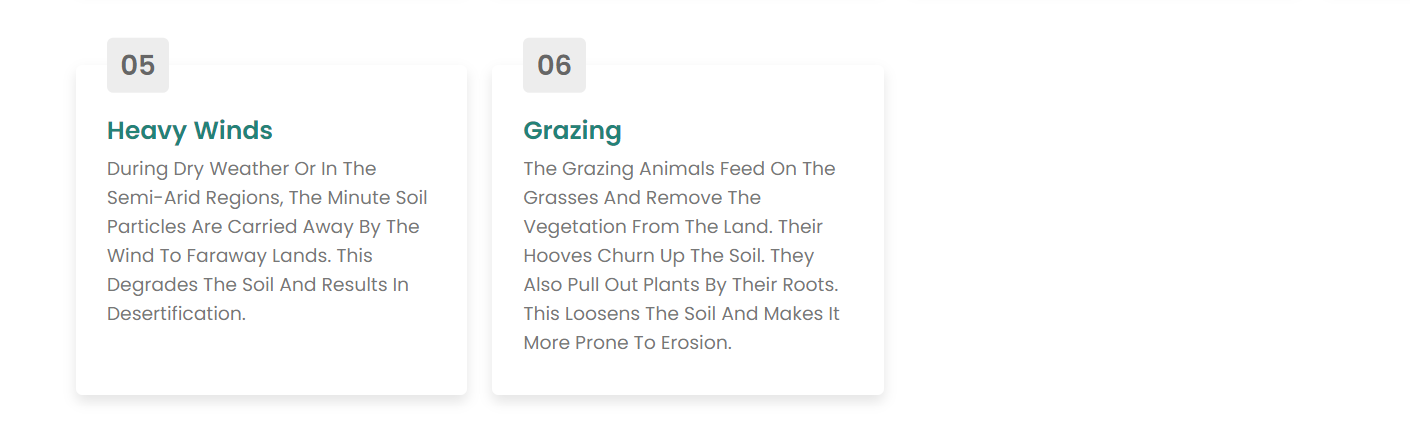 05
Heavy Winds
During Dry Weather Or In The
Semi-Arid Regions, The Minute Soil
Particles Are Carried Away By The
Wind To Faraway Lands. This
Degrades The Soil And Results In
Desertification.
06
Grazing
The Grazing Animals Feed On The
Grasses And Remove The
Vegetation From The Land. Their
Hooves Churn Up The Soil. They
Also Pull Out Plants By Their Roots.
This Loosens The Soil And Makes It
More Prone To Erosion.